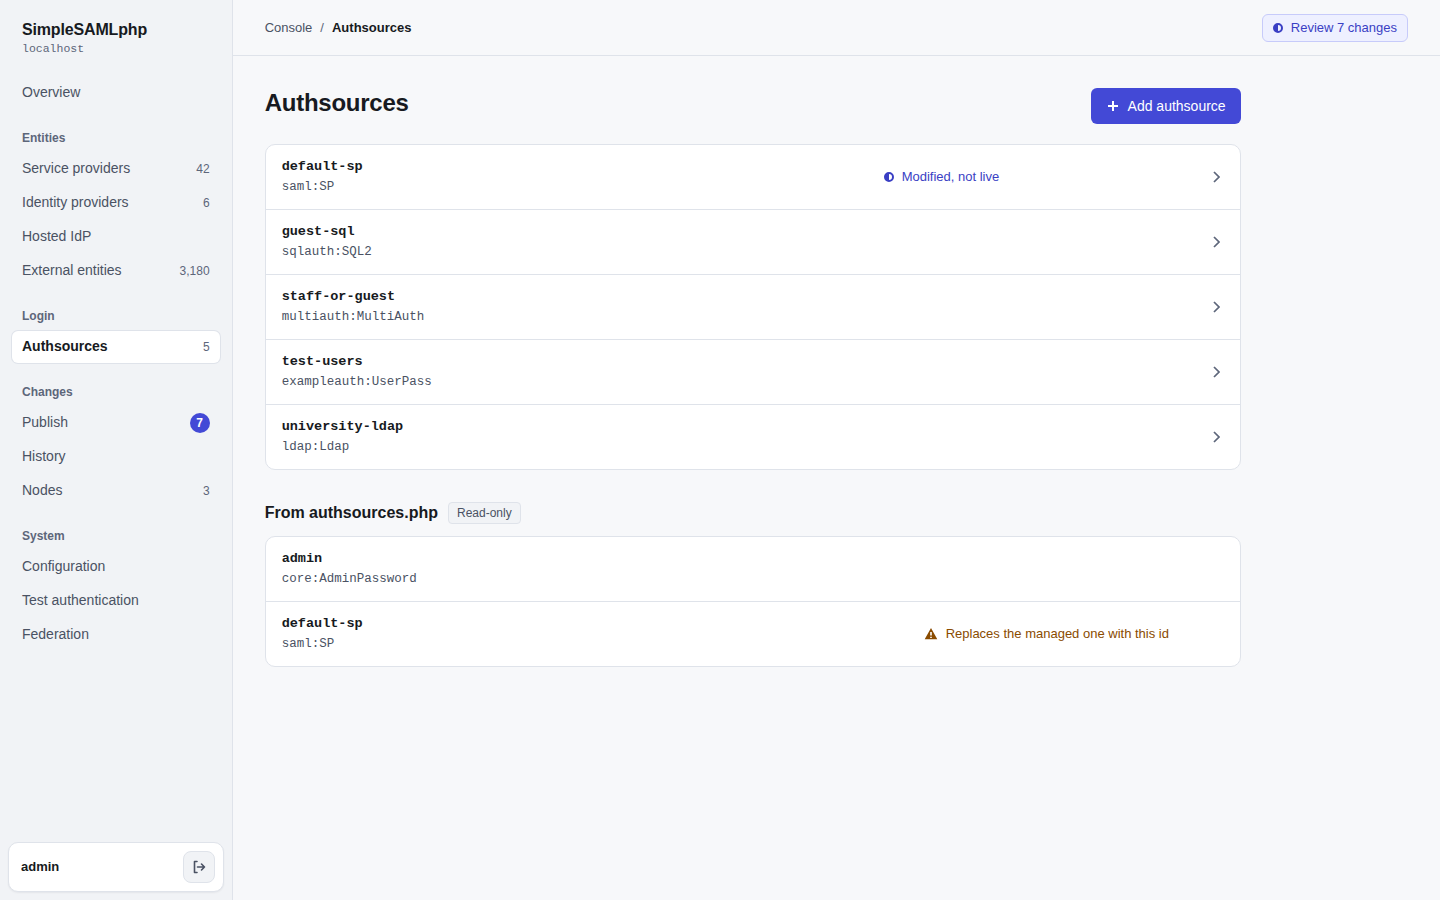 SimpleSAMLphp
localhost
Overview
Entities
Service providers 42
Identity providers 6
Hosted IdP
External entities 3,180
Login
Authsources 5
Changes
Publish 7
History
Nodes 3
System
Configuration
Test authentication
Federation
admin
Console / Authsources
Review 7 changes
Authsources
Add authsource
default-sp
saml:SP
Modified, not live
guest-sql
sqlauth:SQL2
staff-or-guest
multiauth:MultiAuth
test-users
exampleauth:UserPass
university-ldap
ldap:Ldap
From authsources.php Read-only
admin
core:AdminPassword
default-sp
saml:SP
Replaces the managed one with this id